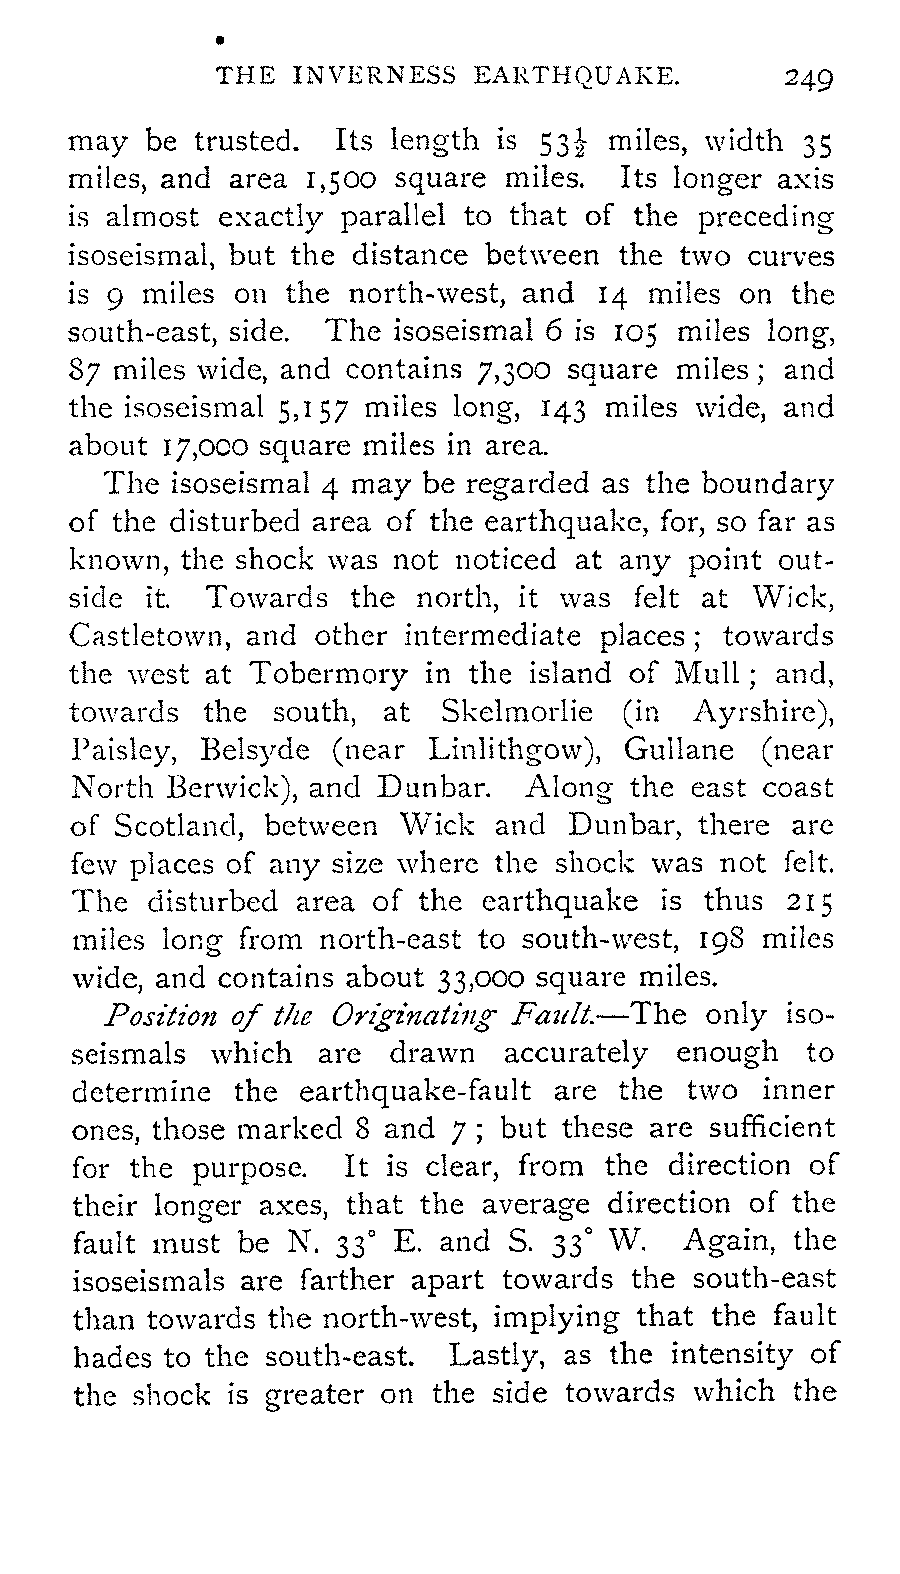 THE INVERNESS EARTHQUAKE. 249
may be trusted. Its length is 53½ miles, width 35
miles, and area 1,500 square miles. Its longer axis
is almost exactly parallel to that of the preceding
isoseismal, but the distance between the two curves
is 9 miles on the north-west, and 14 miles on the
south-east, side. The isoseismal 6 is 105 miles long,
87 miles wide, and contains 7,300 square miles; and
the isoseismal 5,157 miles long, 143 miles wide, and
about 17,000 square miles in area.
The isoseismal 4 may be regarded as the boundary
of the disturbed area of the earthquake, for, so far as
known, the shock was not noticed at any point out-
side it. Towards the north, it was felt at Wick,
Castletown, and other intermediate places; towards
the west at Tobermory in the island of Mull; and,
towards the south, at Skelmorlie (in Ayrshire),
Paisley, Belsyde (near Linlithgow), Gullane (near
North Berwick), and Dunbar. Along the east coast
of Scotland, between Wick and Dunbar, there are
few places of any size where the shock was not felt.
The disturbed area of the earthquake is thus 215
miles long from north-east to south-west, 198 miles
wide, and contains about 33,000 square miles.
Position of the Originating Fault.—The only iso-
seismals which are drawn accurately enough to
determine the earthquake-fault are the two inner
ones, those marked 8 and 7; but these are sufficient
for the purpose. It is clear, from the direction of
their longer axes, that the average direction of the
fault must be N. 33° E. and S. 33° W. Again, the
isoseismals are farther apart towards the south-east
than towards the north-west, implying that the fault
hades to the south-east. Lastly, as the intensity of
the shock is greater on the side towards which the